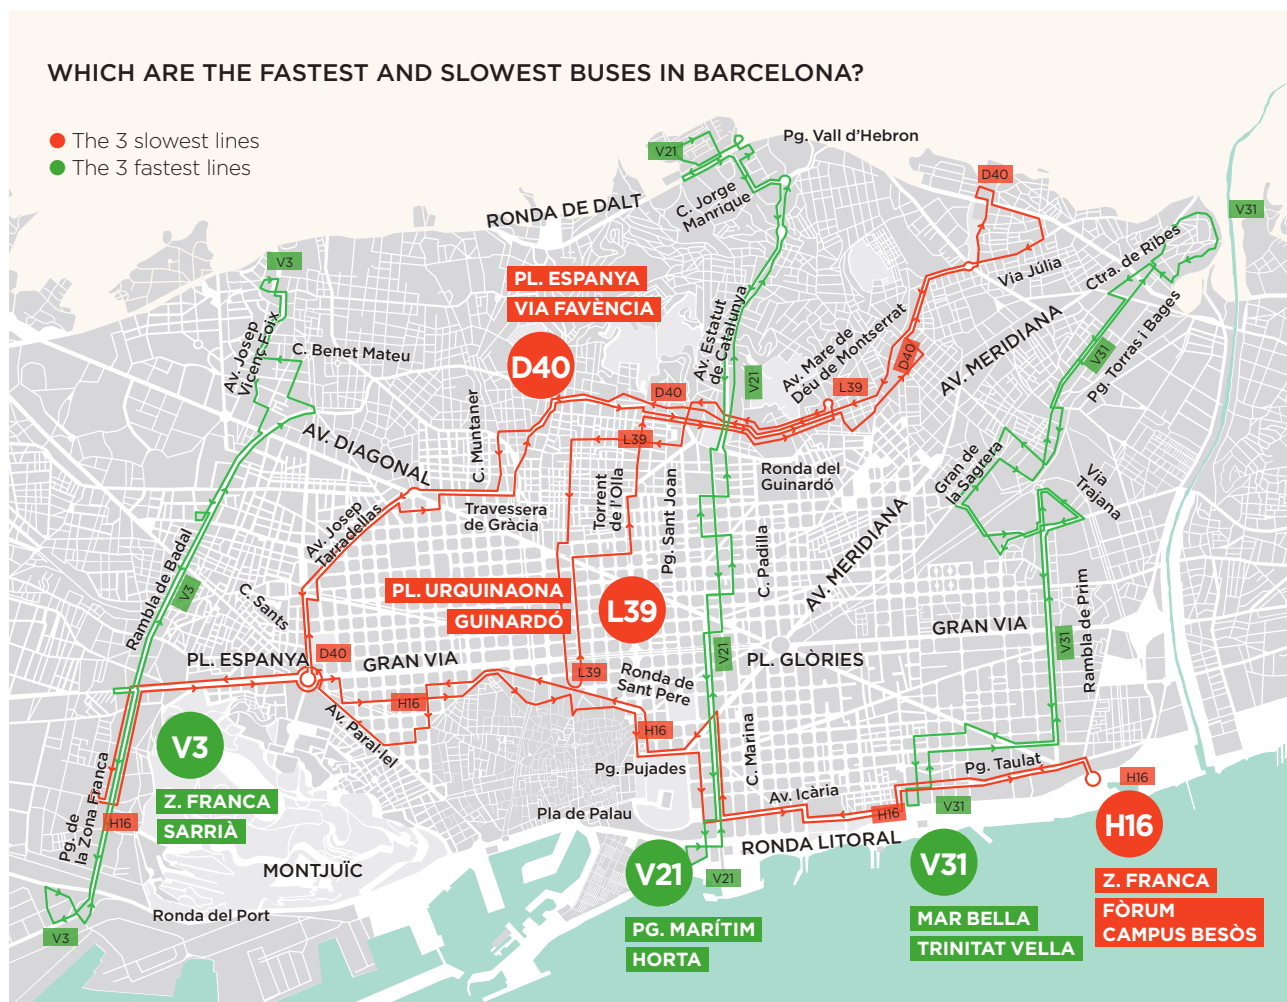 WHICH ARE THE FASTEST AND SLOWEST BUSES IN BARCELONA?
The 3 slowest lines
The 3 fastest lines
Pg. Vall d'Hebron
V21
D40
C. Jorge
Manrique
RONDA DE DALT
V31
Ctra. de Ribes
V3
Via Júlia
PL. ESPANYA
VIA FAVÈNCIA
D40
Av. Josep
Vicenç Foix
C. Benet Mateu
Av. Estatut
de Catalunya
Av. Mare de
Déu de Montserrat
AV. MERIDIANA
Pg. Torras i Bages
V31
D40
V21
L39
D40
C. Muntaner
AV. DIAGONAL
L39
Ronda del
Guinardó
Gran de
la Sagrera
Via
Trajana
Torrent
de l'Olla
Pg. Sant Joan
Travessera
de Gràcia
Av. Josep
Tarradellas
C. Padilla
AV. MERIDIANA
Rambla de Badal
V3
C. Sants
PL. URQUINAONA
GUINARDÓ
L39
GRAN VIA
V31
Rambla de Prim
D40
PL. ESPANYA
GRAN VIA
L39
Ronda de
Sant Pere
V21
PL. GLÒRIES
H16
Av. Paral·lel
H16
V3
Z. FRANCA
SARRIÀ
Pg. de
la Zona Franca
H16
Pg. Pujades
C. Marina
Pg. Taulat
H16
Av. Icària
V31
H16
Pla de Palau
RONDA LITORAL
H16
MONTJUÏC
V21
V21
V31
Z. FRANCA
FÒRUM
CAMPUS BESÒS
Ronda del Port
V3
PG. MARÍTIM
HORTA
MAR BELLA
TRINITAT VELLA